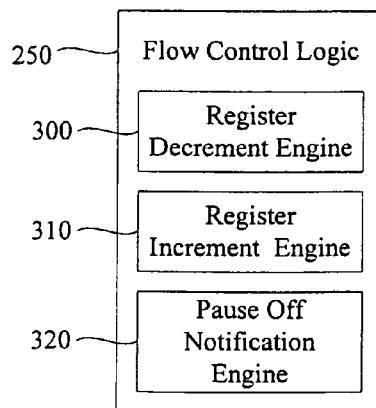 250
Flow Control Logic
300
Register
Decrement Engine
310
Register
Increment Engine
320
Pause Off
Notification
Engine